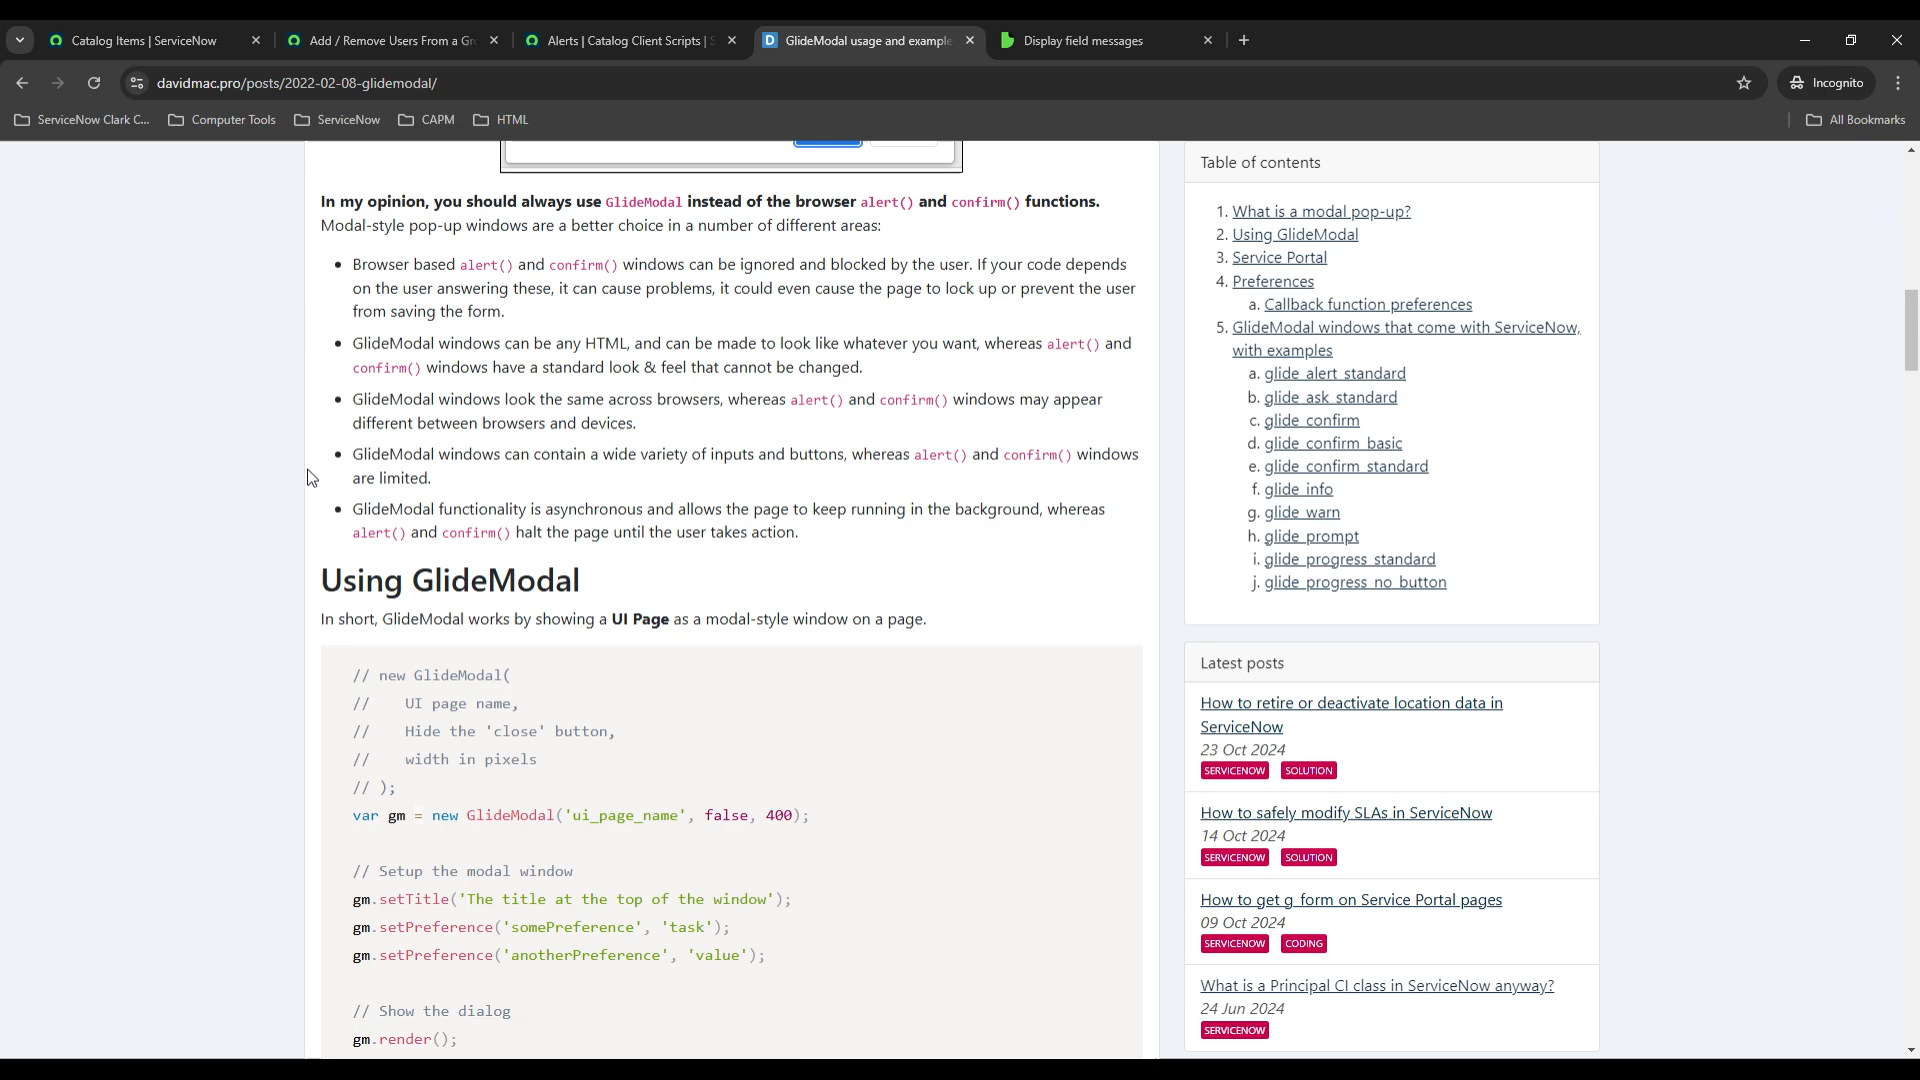 Catalog Items | ServiceNow
Add / Remove Users From a Gr
Alerts | Catalog Client Scripts |
GlideModal usage and example
Display field messages
davidmac.pro/posts/2022-02-08-glidemodal/
Incognito
ServiceNow Clark C...
Computer Tools
ServiceNow
CAPM
HTML
All Bookmarks
In my opinion, you should always use GlideModal instead of the browser alert() and confirm() functions.
Modal-style pop-up windows are a better choice in a number of different areas:
• Browser based alert() and confirm() windows can be ignored and blocked by the user. If your code depends
on the user answering these, it can cause problems, it could even cause the page to lock up or prevent the user
from saving the form.
• GlideModal windows can be any HTML, and can be made to look like whatever you want, whereas alert() and
confirm() windows have a standard look & feel that cannot be changed.
• GlideModal windows look the same across browsers, whereas alert() and confirm() windows may appear
different between browsers and devices.
• GlideModal windows can contain a wide variety of inputs and buttons, whereas alert() and confirm() windows
are limited.
• GlideModal functionality is asynchronous and allows the page to keep running in the background, whereas
alert() and confirm() halt the page until the user takes action.
Using GlideModal
In short, GlideModal works by showing a UI Page as a modal-style window on a page.
// new GlideModal(
// UI page name,
// Hide the 'close' button,
// width in pixels
// );
var gm = new GlideModal('ui_page_name', false, 400);
// Setup the modal window
gm.setTitle('The title at the top of the window');
gm.setPreference('somePreference', 'task');
gm.setPreference('anotherPreference', 'value');
// Show the dialog
gm.render();
Table of contents
1. What is a modal pop-up?
2. Using GlideModal
3. Service Portal
4. Preferences
a. Callback function preferences
5. GlideModal windows that come with ServiceNow,
with examples
a. glide_alert_standard
b. glide_ask_standard
c. glide_confirm
d. glide_confirm_basic
e. glide_confirm_standard
f. glide_info
g. glide_warn
h. glide_prompt
i. glide_progress_standard
j. glide_progress_no_button
Latest posts
How to retire or deactivate location data in
ServiceNow
23 Oct 2024
SERVICENOW SOLUTION
How to safely modify SLAs in ServiceNow
14 Oct 2024
SERVICENOW SOLUTION
How to get g_form on Service Portal pages
09 Oct 2024
SERVICENOW CODING
What is a Principal CI class in ServiceNow anyway?
24 Jun 2024
SERVICENOW